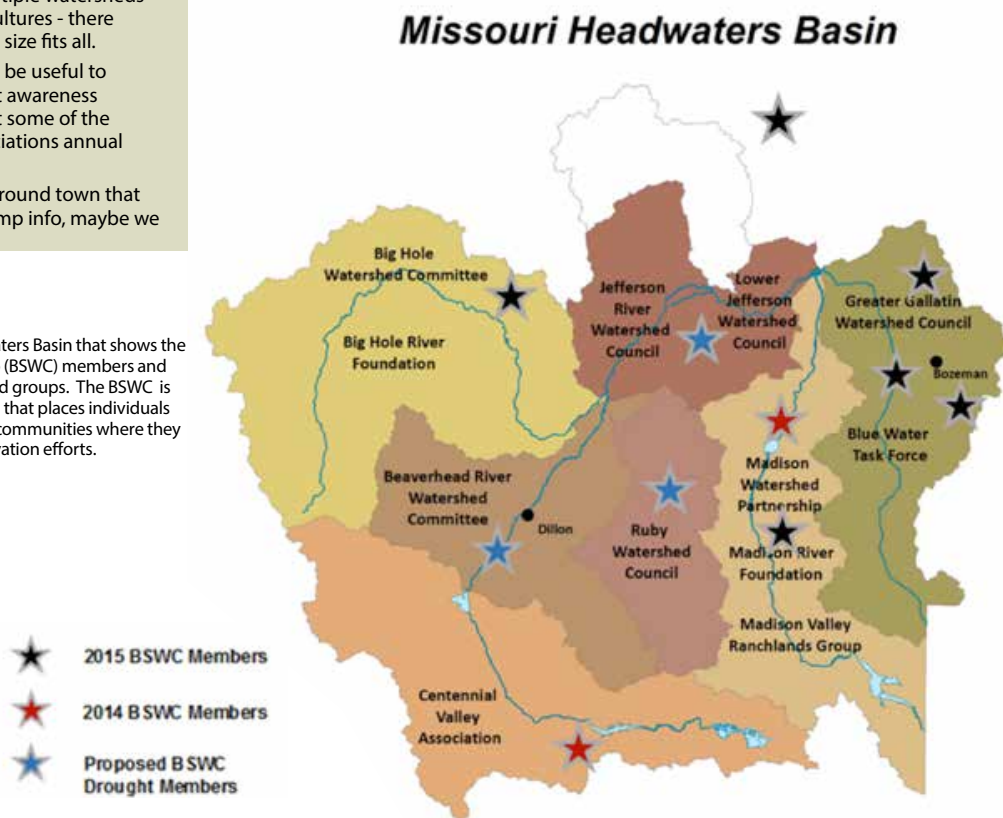 tiple watersheds
ultures - there
size fits all.
be useful to
t awareness
t some of the
iations annual
round town that
mp info, maybe we
aters Basin that shows the
(BSWC) members and
d groups. The BSWC is
that places individuals
communities where they
vation efforts.
Missouri Headwaters Basin
Big Hole
Watershed Committee
Big Hole River
Foundation
Jefferson
River
Watershed
Council
Lower
Jefferson
Watershed
Council
Greater Gallatin
Watershed Council
Bozeman
Blue Water
Task Force
Beaverhead River
Watershed
Committee
Dillon
Ruby
Watershed
Council
Madison
Watershed
Partnership
Madison River
Foundation
Madison Valley
Ranchlands Group
Centennial
Valley
Association
2015 BSWC Members
2014 BSWC Members
Proposed BSWC
Drought Members